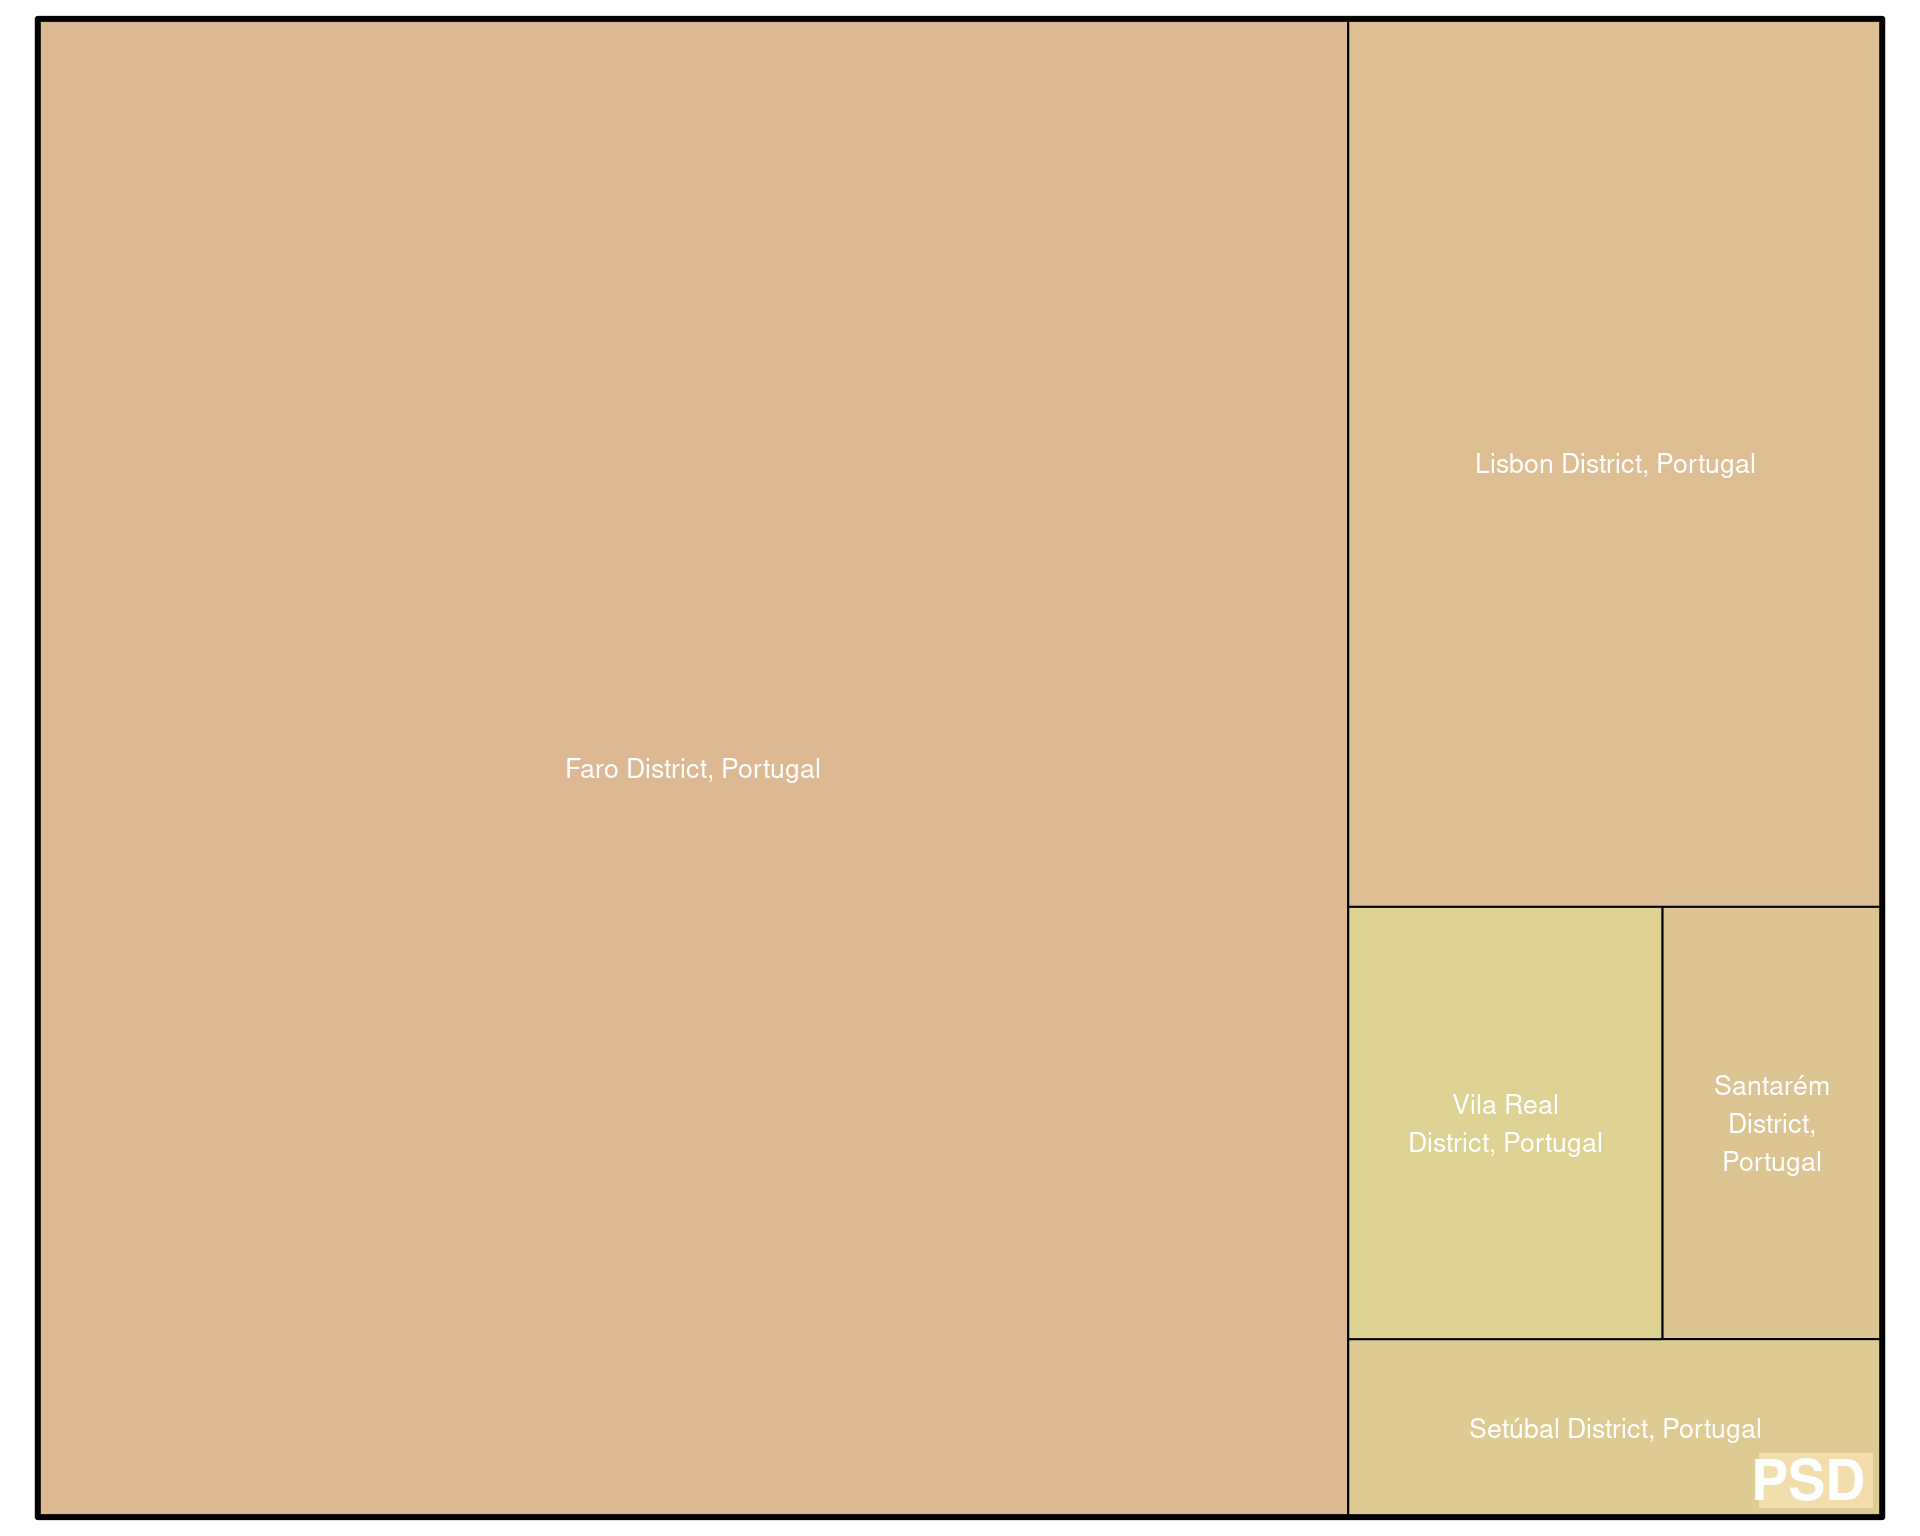 Faro District, Portugal
Lisbon District, Portugal
Vila Real
District, Portugal
Santarém
District,
Portugal
Setúbal District, Portugal
PSD